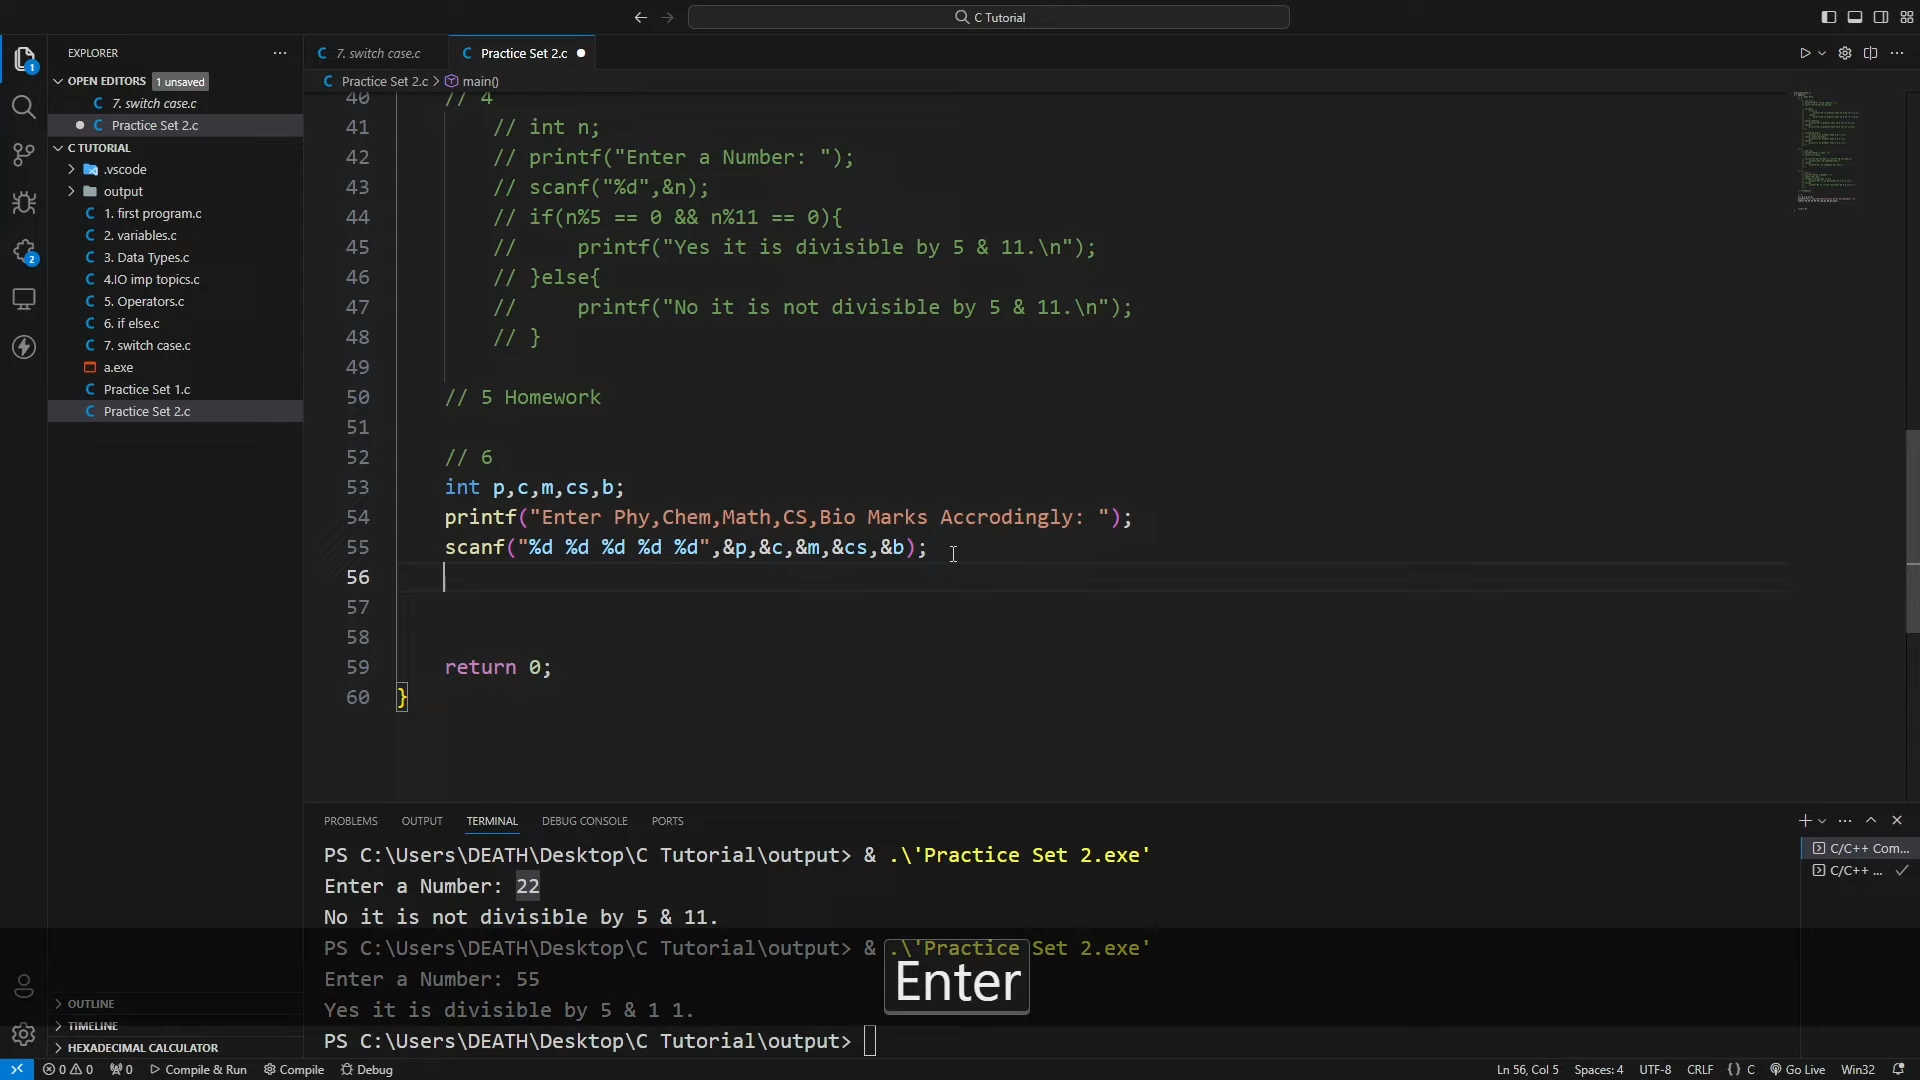 C Tutorial
EXPLORER
OPEN EDITORS 1 unsaved
7. switch case.c
Practice Set 2.c
C TUTORIAL
.vscode
output
1. first program.c
2. variables.c
3. Data Types.c
4.IO imp topics.c
5. Operators.c
6. if else.c
7. switch case.c
a.exe
Practice Set 1.c
Practice Set 2.c
OUTLINE
TIMELINE
HEXADECIMAL CALCULATOR
7. switch case.c Practice Set 2.c
Practice Set 2.c > main()
40 // 4
41 // int n;
42 // printf("Enter a Number: ");
43 // scanf("%d",&n);
44 // if(n%5 == 0 && n%11 == 0){
45 // printf("Yes it is divisible by 5 & 11.\n");
46 // }else{
47 // printf("No it is not divisible by 5 & 11.\n");
48 // }
49
50 // 5 Homework
51
52 // 6
53 int p,c,m,cs,b;
54 printf("Enter Phy,Chem,Math,CS,Bio Marks Accrodingly: ");
55 scanf("%d %d %d %d %d",&p,&c,&m,&cs,&b);
56
57
58
59 return 0;
60 }
PROBLEMS OUTPUT TERMINAL DEBUG CONSOLE PORTS
PS C:\Users\DEATH\Desktop\C Tutorial\output> & .\'Practice Set 2.exe'
Enter a Number: 22
No it is not divisible by 5 & 11.
PS C:\Users\DEATH\Desktop\C Tutorial\output> & .\'Practice Set 2.exe'
Enter a Number: 55
Yes it is divisible by 5 & 1 1.
PS C:\Users\DEATH\Desktop\C Tutorial\output>
C/C++ Com...
C/C++ ...
Enter
1
2
0 0 0 Compile & Run Compile Debug Ln 56, Col 5 Spaces: 4 UTF-8 CRLF {} C Go Live Win32